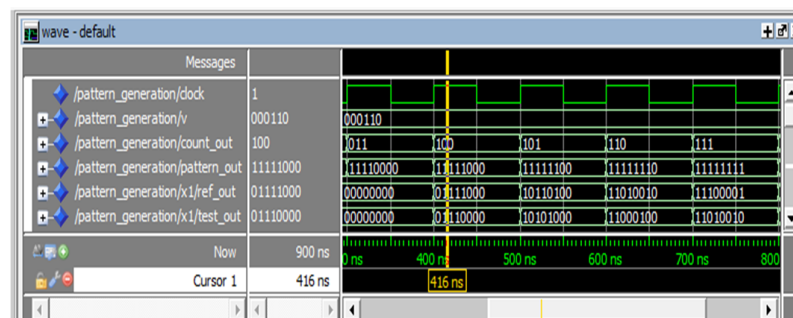 wave - default
Messages
/pattern_generation/clock 1
/pattern_generation/v 000110 000110
/pattern_generation/count_out 100 011 100 101 110 111
/pattern_generation/pattern_out 11111000 11110000 11111000 11111100 11111110 11111111
/pattern_generation/x1/ref_out 01111000 00000000 01111000 10110100 11010010 11100001
/pattern_generation/x1/test_out 01110000 00000000 01110000 10101000 11000100 11010010
Now 900 ns 0 ns 400 ns 500 ns 600 ns 700 ns 800
Cursor 1 416 ns 416 ns